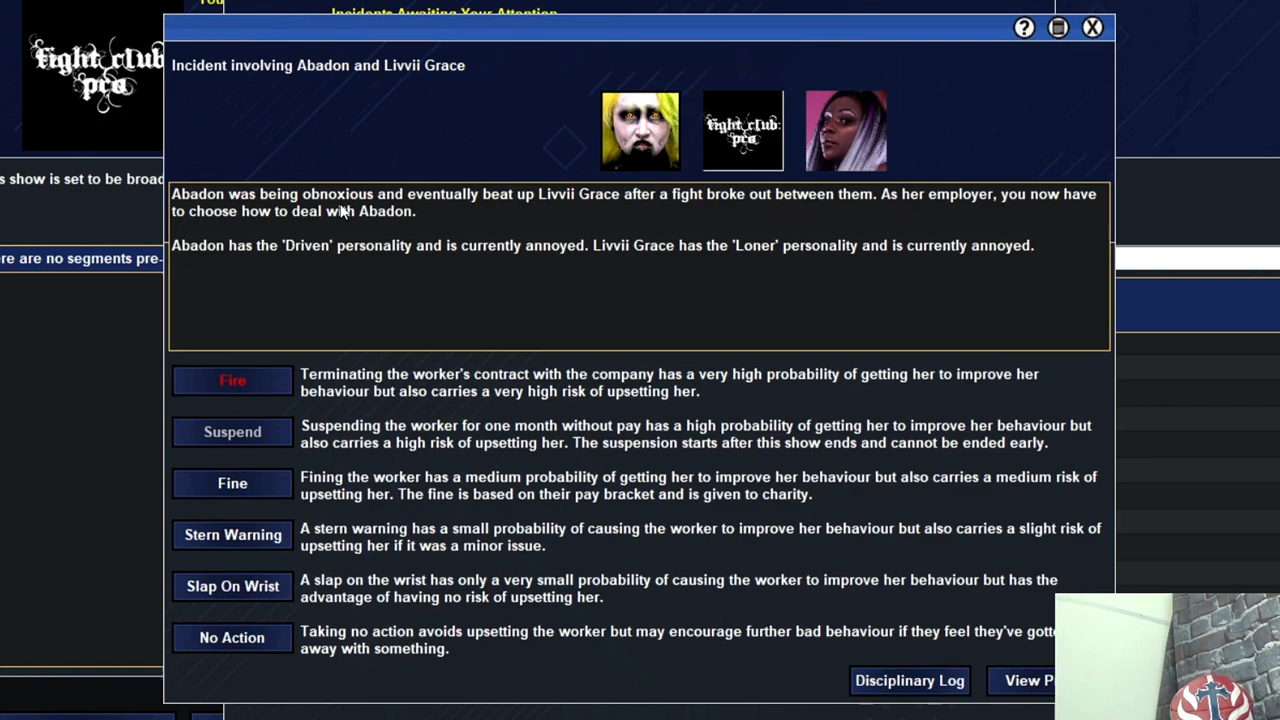 You
Incidents Awaiting Your Attention
fight club
pro
? X
Incident involving Abadon and Livvii Grace
fight club:
pro
s show is set to be broad
Abadon was being obnoxious and eventually beat up Livvii Grace after a fight broke out between them. As her employer, you now have
to choose how to deal with Abadon.
Abadon has the 'Driven' personality and is currently annoyed. Livvii Grace has the 'Loner' personality and is currently annoyed.
ere are no segments pre-
Fire
Terminating the worker's contract with the company has a very high probability of getting her to improve her
behaviour but also carries a very high risk of upsetting her.
Suspend
Suspending the worker for one month without pay has a high probability of getting her to improve her behaviour but
also carries a high risk of upsetting her. The suspension starts after this show ends and cannot be ended early.
Fine
Fining the worker has a medium probability of getting her to improve her behaviour but also carries a medium risk of
upsetting her. The fine is based on their pay bracket and is given to charity.
Stern Warning
A stern warning has a small probability of causing the worker to improve her behaviour but also carries a slight risk of
upsetting her if it was a minor issue.
Slap On Wrist
A slap on the wrist has only a very small probability of causing the worker to improve her behaviour but has the
advantage of having no risk of upsetting her.
No Action
Taking no action avoids upsetting the worker but may encourage further bad behaviour if they feel they've gott
away with something.
Disciplinary Log
View P